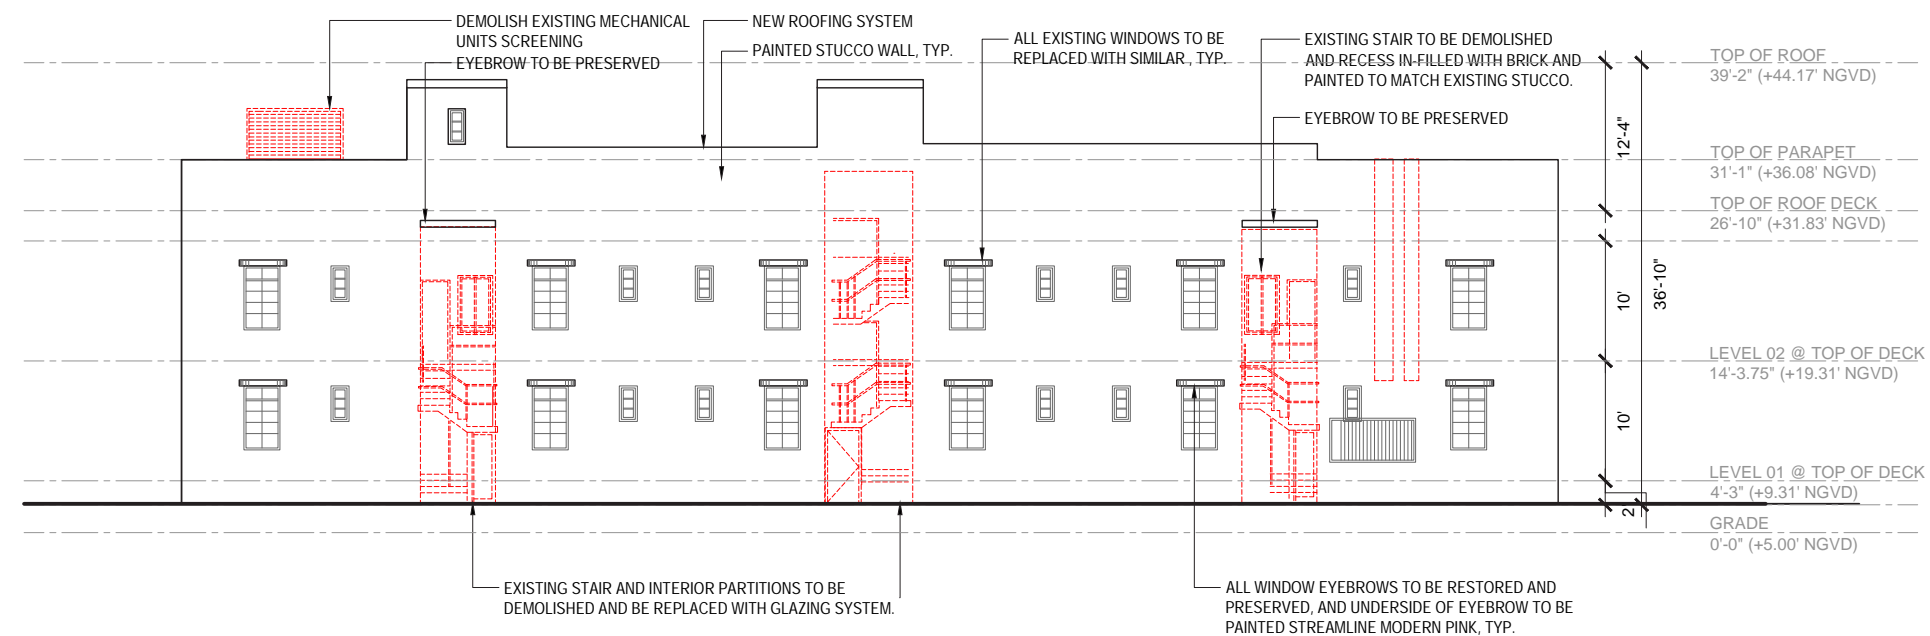 DEMOLISH EXISTING MECHANICAL
UNITS SCREENING
EYEBROW TO BE PRESERVED
NEW ROOFING SYSTEM
PAINTED STUCCO WALL, TYP.
ALL EXISTING WINDOWS TO BE
REPLACED WITH SIMILAR , TYP.
EXISTING STAIR TO BE DEMOLISHED
AND RECESS IN-FILLED WITH BRICK AND
PAINTED TO MATCH EXISTING STUCCO.
EYEBROW TO BE PRESERVED
TOP OF ROOF
39'-2" (+44.17' NGVD)
TOP OF PARAPET
31'-1" (+36.08' NGVD)
TOP OF ROOF DECK
26'-10" (+31.83' NGVD)
LEVEL 02 @ TOP OF DECK
14'-3.75" (+19.31' NGVD)
LEVEL 01 @ TOP OF DECK
4'-3" (+9.31' NGVD)
GRADE
0'-0" (+5.00' NGVD)
12'-4"
10'
36'-10"
10'
2'
EXISTING STAIR AND INTERIOR PARTITIONS TO BE
DEMOLISHED AND BE REPLACED WITH GLAZING SYSTEM.
ALL WINDOW EYEBROWS TO BE RESTORED AND
PRESERVED, AND UNDERSIDE OF EYEBROW TO BE
PAINTED STREAMLINE MODERN PINK, TYP.